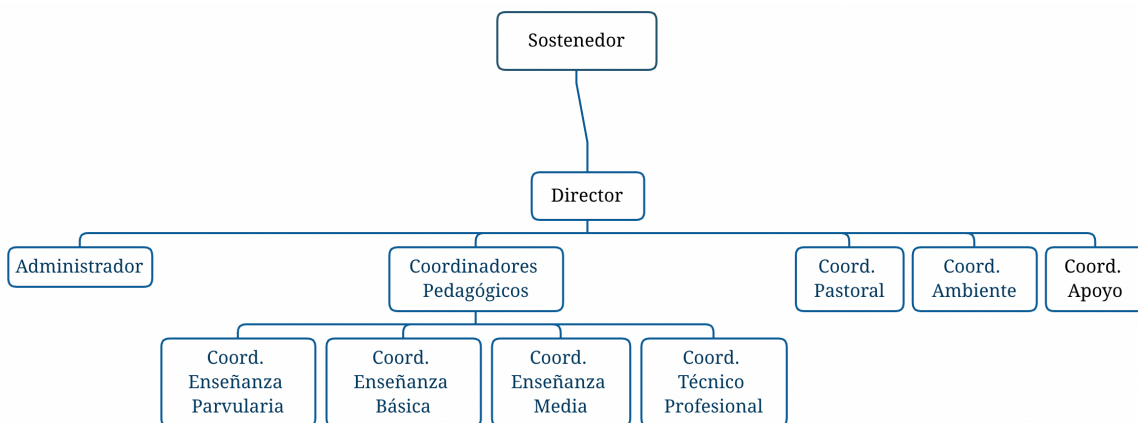 Sostenedor
Director
Administrador
Coordinadores
Pedagógicos
Coord.
Pastoral
Coord.
Ambiente
Coord.
Apoyo
Coord.
Enseñanza
Parvularia
Coord.
Enseñanza
Básica
Coord.
Enseñanza
Media
Coord.
Técnico
Profesional